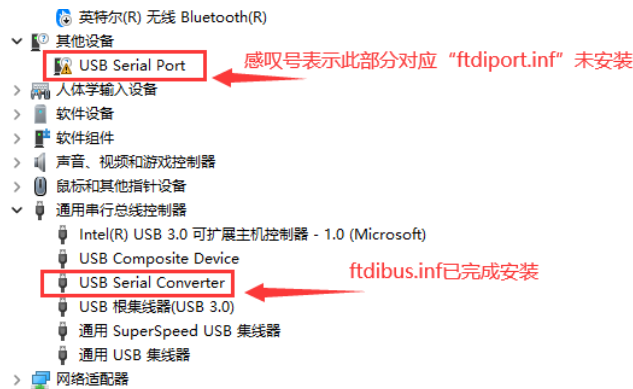 英特尔(R) 无线 Bluetooth(R)
其他设备
USB Serial Port
感叹号表示此部分对应“ftdiport.inf”未安装
人体学输入设备
软件设备
软件组件
声音、视频和游戏控制器
鼠标和其他指针设备
通用串行总线控制器
Intel(R) USB 3.0 可扩展主机控制器 - 1.0 (Microsoft)
USB Composite Device
USB Serial Converter
ftdibus.inf已完成安装
USB 根集线器(USB 3.0)
通用 SuperSpeed USB 集线器
通用 USB 集线器
网络适配器